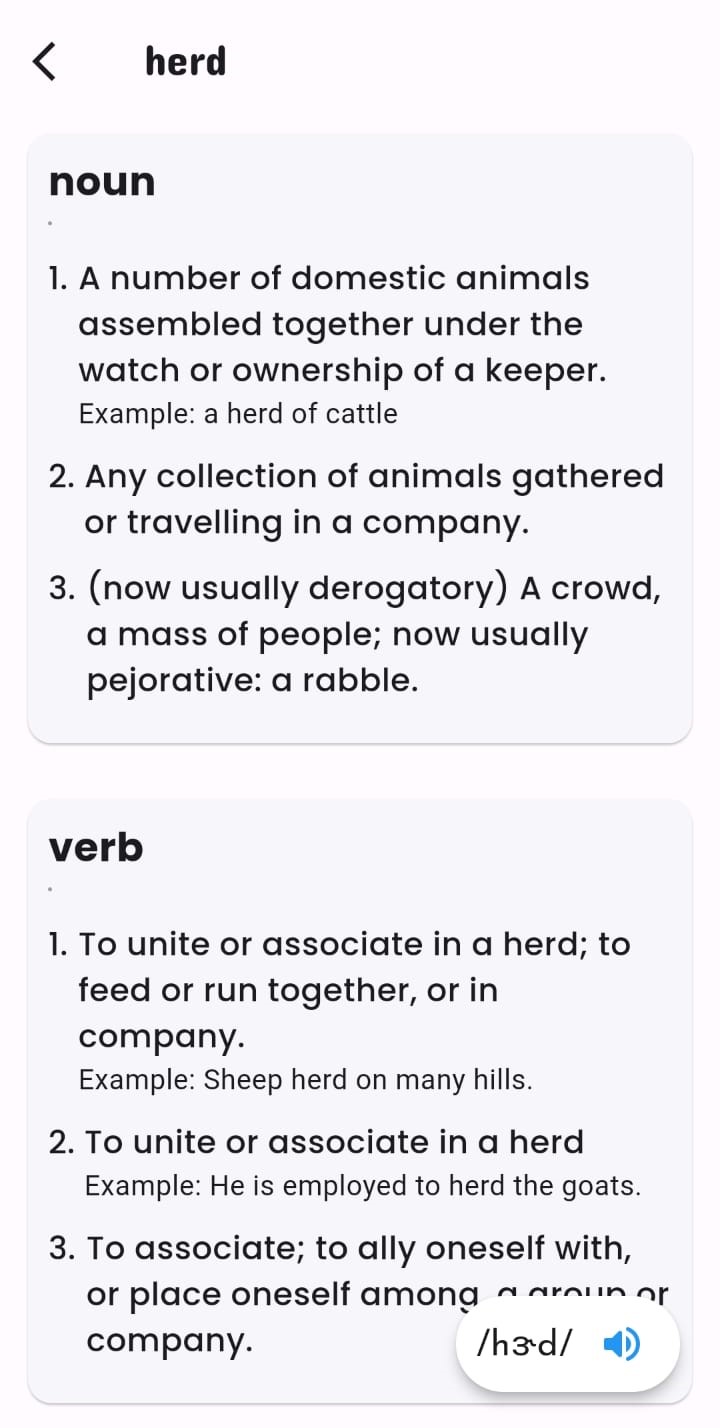 herd
noun
1. A number of domestic animals
assembled together under the
watch or ownership of a keeper.
Example: a herd of cattle
2. Any collection of animals gathered
or travelling in a company.
3. (now usually derogatory) A crowd,
a mass of people; now usually
pejorative: a rabble.
verb
1. To unite or associate in a herd; to
feed or run together, or in
company.
Example: Sheep herd on many hills.
2. To unite or associate in a herd
Example: He is employed to herd the goats.
3. To associate; to ally oneself with,
or place oneself among, a group or
company.
/hɝd/